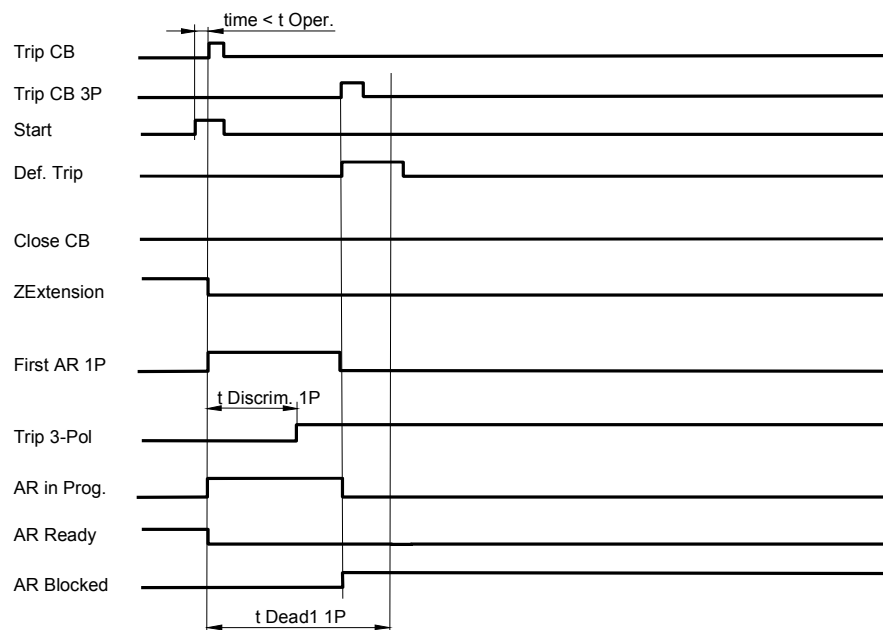 time < t Oper.
Trip CB
Trip CB 3P
Start
Def. Trip
Close CB
ZExtension
First AR 1P
t Discrim. 1P
Trip 3-Pol
AR in Prog.
AR Ready
AR Blocked
t Dead1 1P